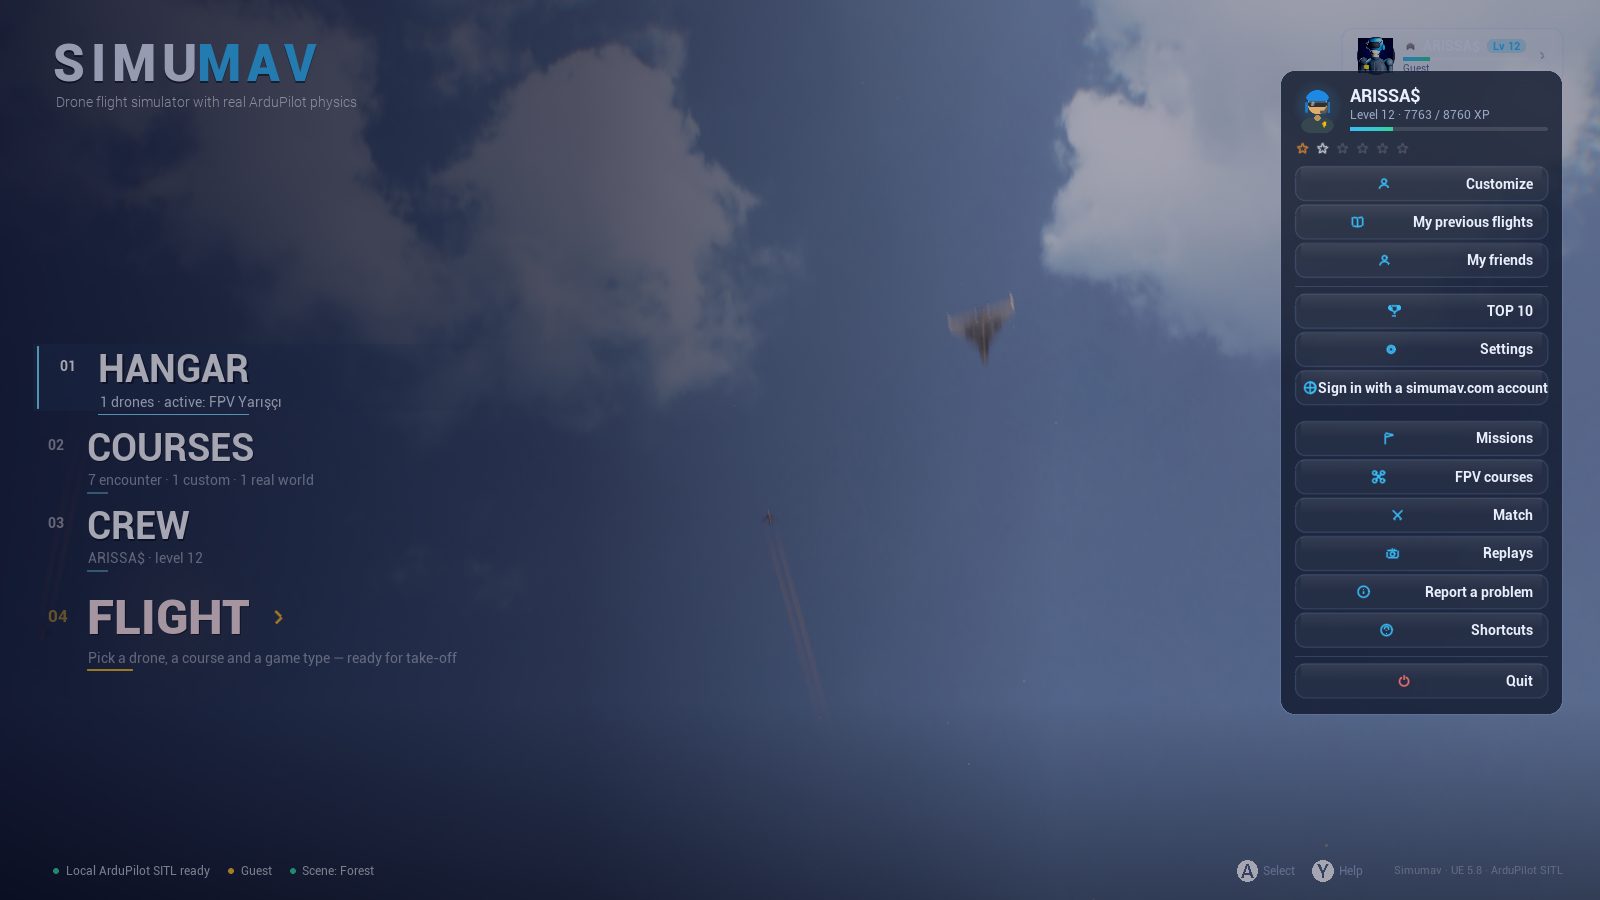 SIMUMAV
Drone flight simulator with real ArduPilot physics
01
HANGAR
1 drones · active: FPV Yarışçı
02
COURSES
7 encounter · 1 custom · 1 real world
03
CREW
ARISSA$ · level 12
04
FLIGHT
Pick a drone, a course and a game type — ready for take-off
ARISSA$ Lv 12
Guest
ARISSA$
Level 12 · 7763 / 8760 XP
Customize
My previous flights
My friends
TOP 10
Settings
Sign in with a simumav.com account
Missions
FPV courses
Match
Replays
Report a problem
Shortcuts
Quit
Local ArduPilot SITL ready
Guest
Scene: Forest
A Select
Y Help
Simumav · UE 5.8 · ArduPilot SITL